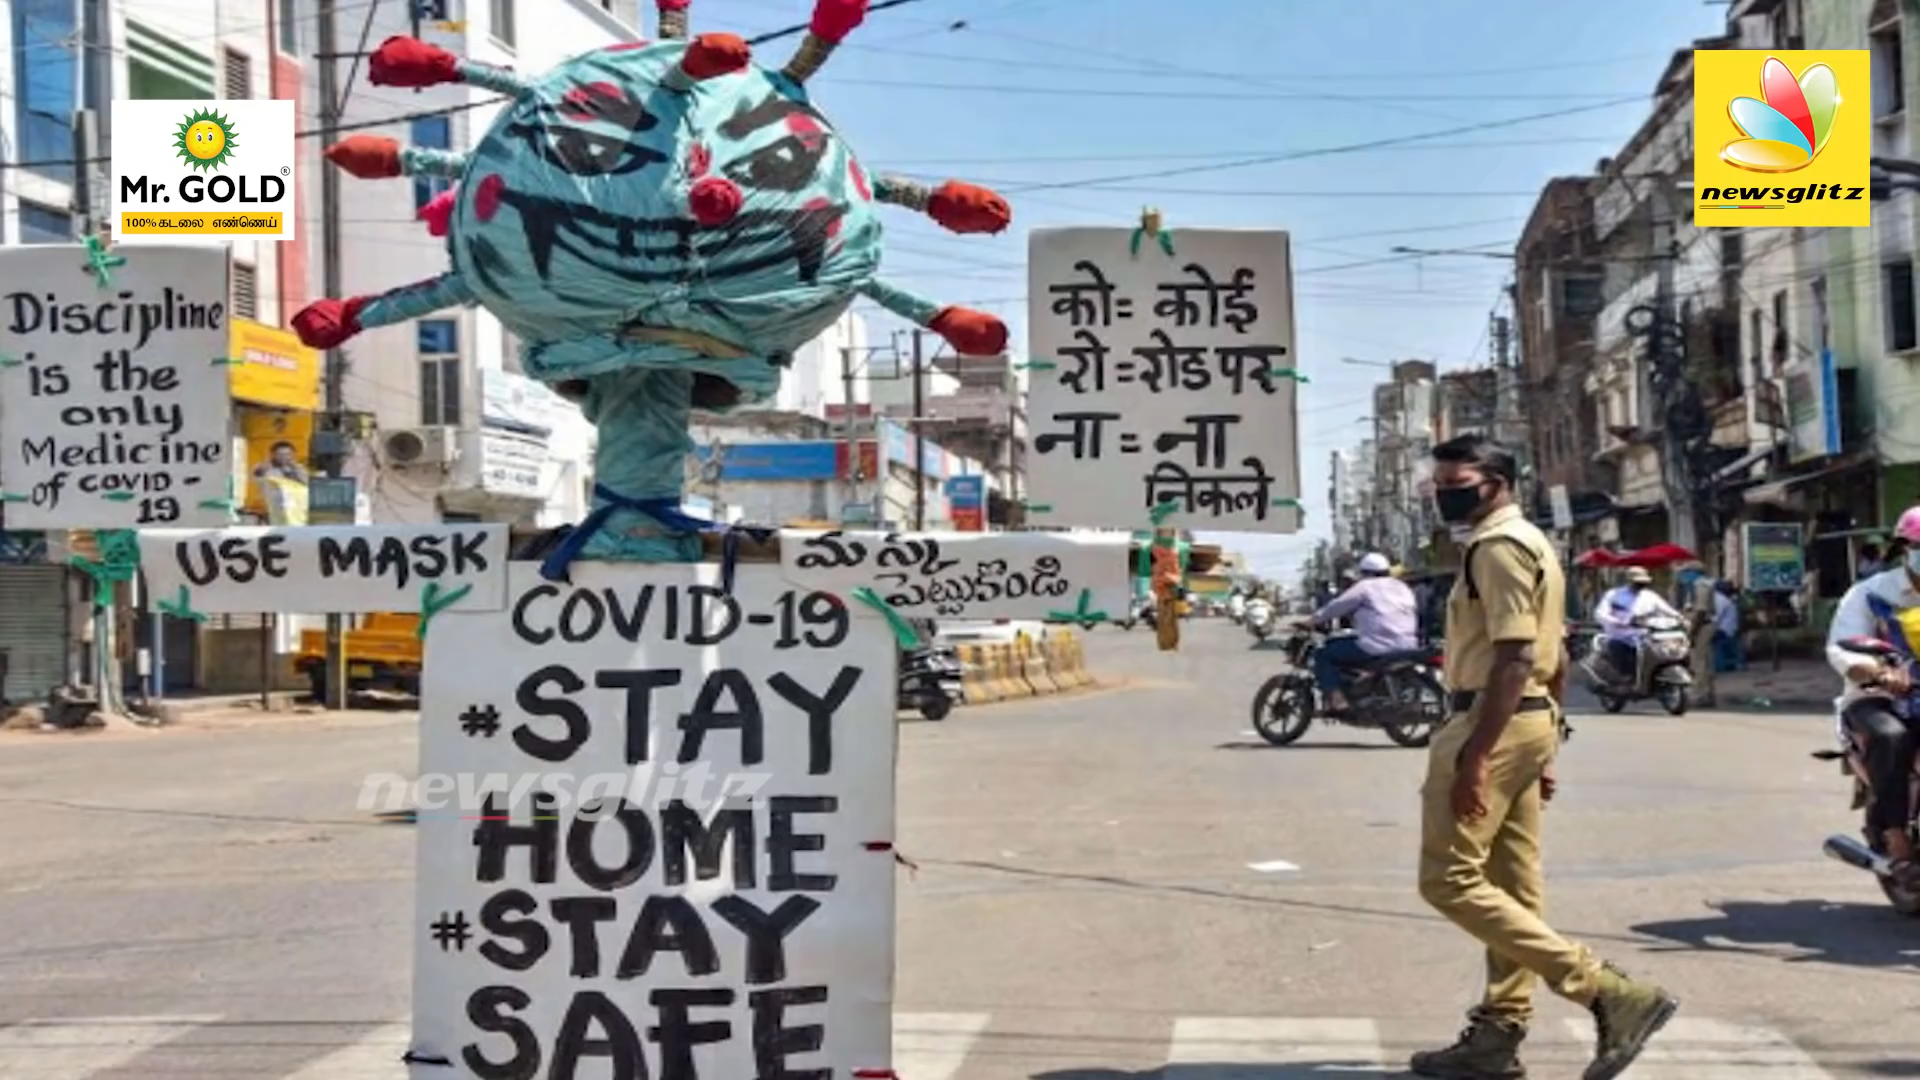 Mr. GOLD®
100% கடலை எண்ணெய்
newsglitz
Discipline
is the
only
Medicine
of COVID -
19
को = कोई
रो = रोड पर
ना = ना
निकले
USE MASK
మస్క
పెట్టుకొండి
COVID-19
#STAY
newsglitz
HOME
#STAY
SAFE